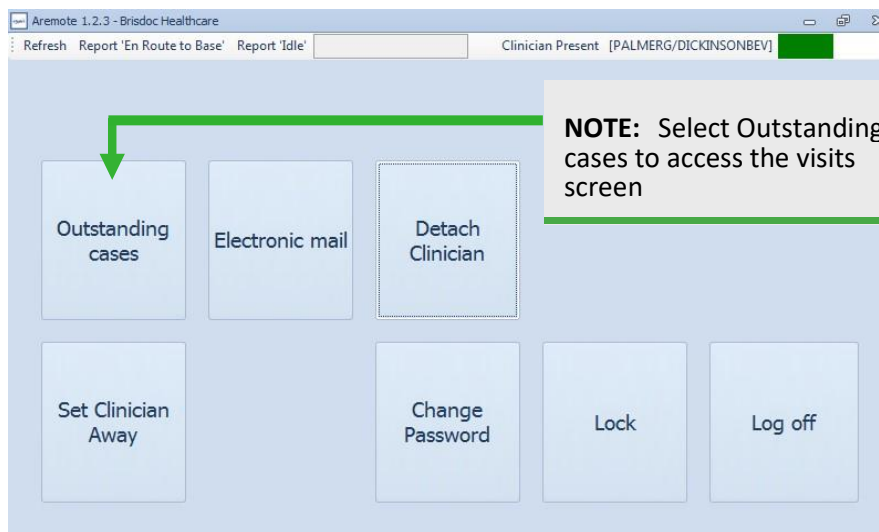 Aremote 1.2.3 - Brisdoc Healthcare
Refresh Report 'En Route to Base' Report 'Idle' Clinician Present [PALMERG/DICKINSONBEV]
NOTE: Select Outstanding
cases to access the visits
screen
Outstanding
cases
Electronic mail
Detach
Clinician
Set Clinician
Away
Change
Password
Lock
Log off